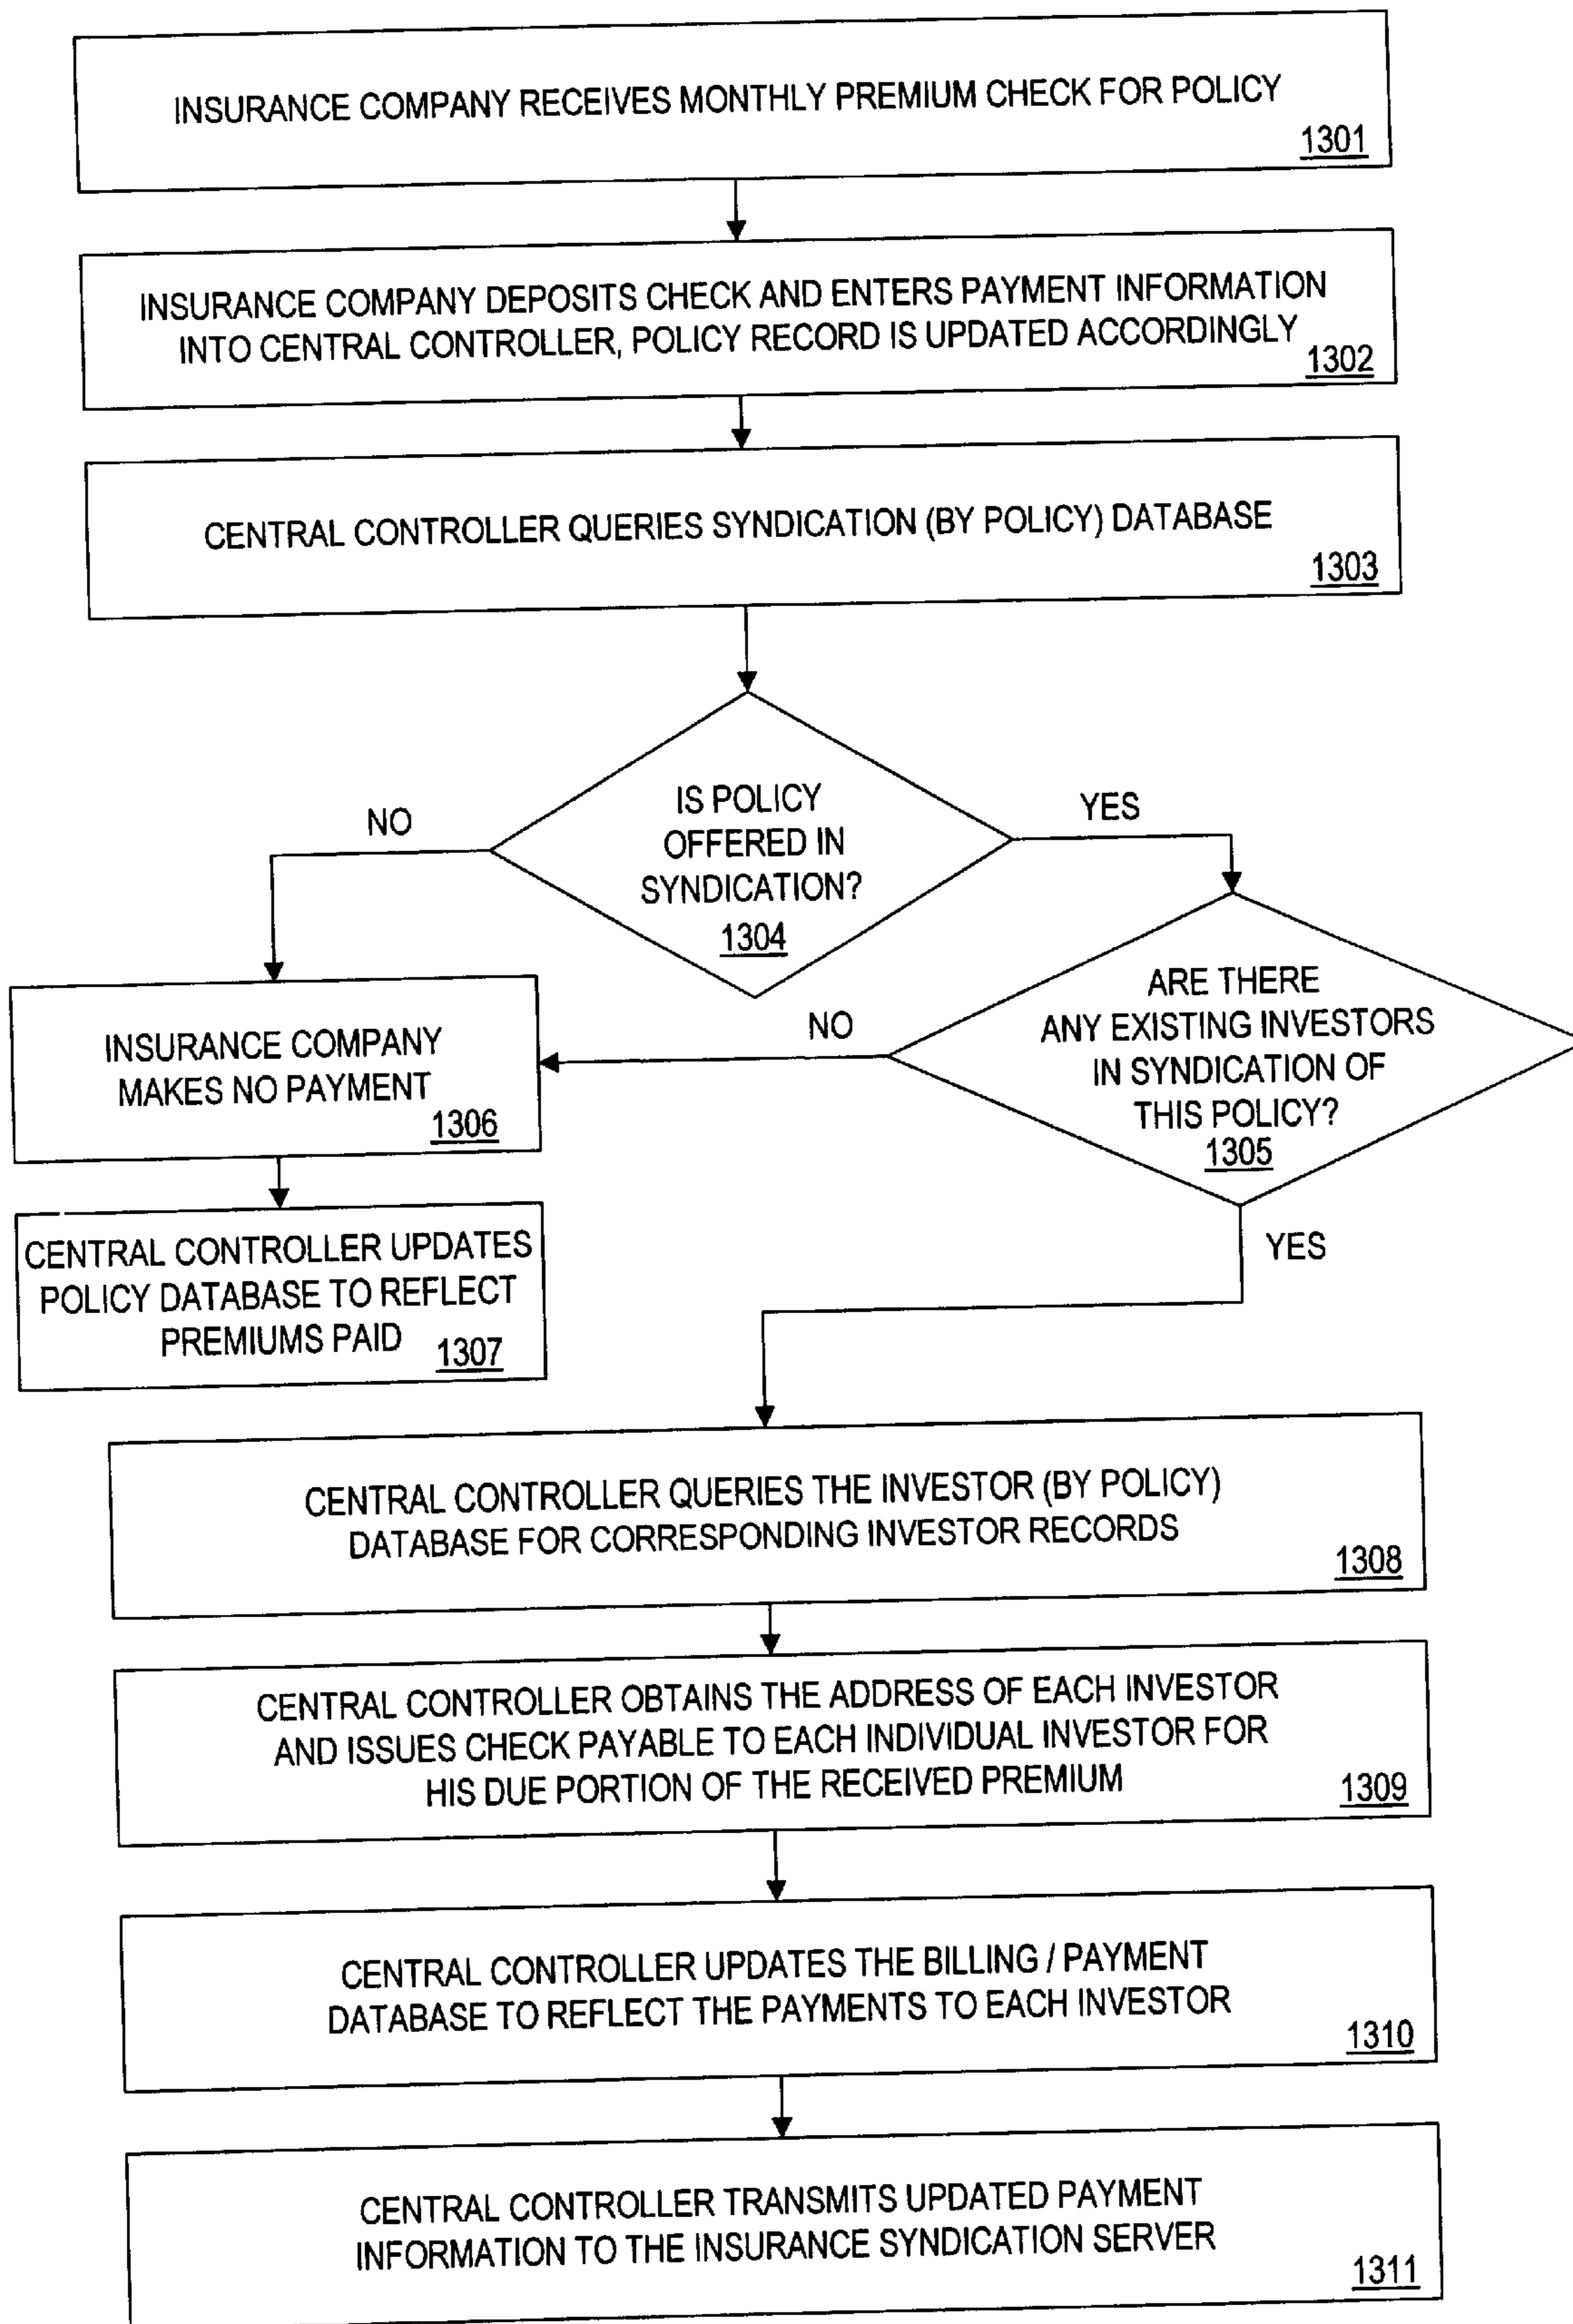 INSURANCE COMPANY RECEIVES MONTHLY PREMIUM CHECK FOR POLICY
1301
INSURANCE COMPANY DEPOSITS CHECK AND ENTERS PAYMENT INFORMATION
INTO CENTRAL CONTROLLER, POLICY RECORD IS UPDATED ACCORDINGLY
1302
CENTRAL CONTROLLER QUERIES SYNDICATION (BY POLICY) DATABASE
1303
IS POLICY
OFFERED IN
SYNDICATION?
1304
NO
YES
ARE THERE
ANY EXISTING INVESTORS
IN SYNDICATION OF
THIS POLICY?
1305
NO
YES
INSURANCE COMPANY
MAKES NO PAYMENT
1306
CENTRAL CONTROLLER UPDATES
POLICY DATABASE TO REFLECT
PREMIUMS PAID
1307
CENTRAL CONTROLLER QUERIES THE INVESTOR (BY POLICY)
DATABASE FOR CORRESPONDING INVESTOR RECORDS
1308
CENTRAL CONTROLLER OBTAINS THE ADDRESS OF EACH INVESTOR
AND ISSUES CHECK PAYABLE TO EACH INDIVIDUAL INVESTOR FOR
HIS DUE PORTION OF THE RECEIVED PREMIUM
1309
CENTRAL CONTROLLER UPDATES THE BILLING / PAYMENT
DATABASE TO REFLECT THE PAYMENTS TO EACH INVESTOR
1310
CENTRAL CONTROLLER TRANSMITS UPDATED PAYMENT
INFORMATION TO THE INSURANCE SYNDICATION SERVER
1311